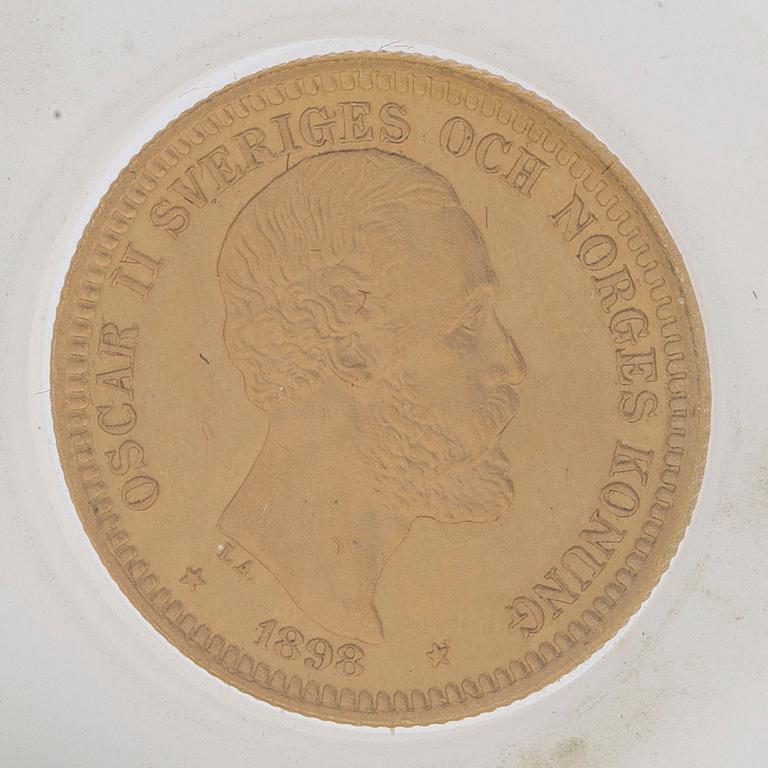 OSCAR II SVERIGES OCH NORGES KONUNG
L.A.
1898